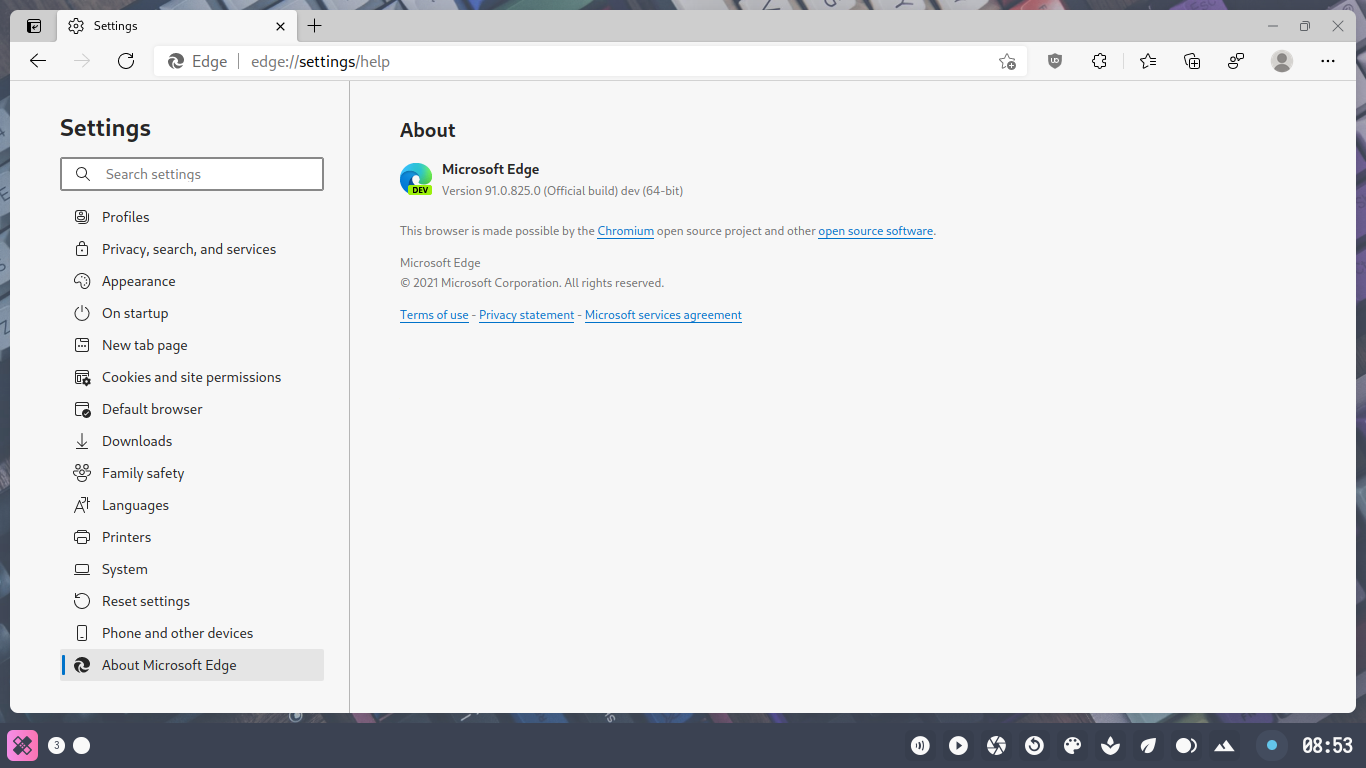 Settings
Edge
edge://settings/help
UD
Settings
Search settings
Profiles
Privacy, search, and services
Appearance
On startup
New tab page
Cookies and site permissions
Default browser
Downloads
Family safety
Languages
Printers
System
Reset settings
Phone and other devices
About Microsoft Edge
About
DEV
Microsoft Edge
Version 91.0.825.0 (Official build) dev (64-bit)
This browser is made possible by the Chromium open source project and other open source software.
Microsoft Edge
© 2021 Microsoft Corporation. All rights reserved.
Terms of use - Privacy statement - Microsoft services agreement
3
08:53